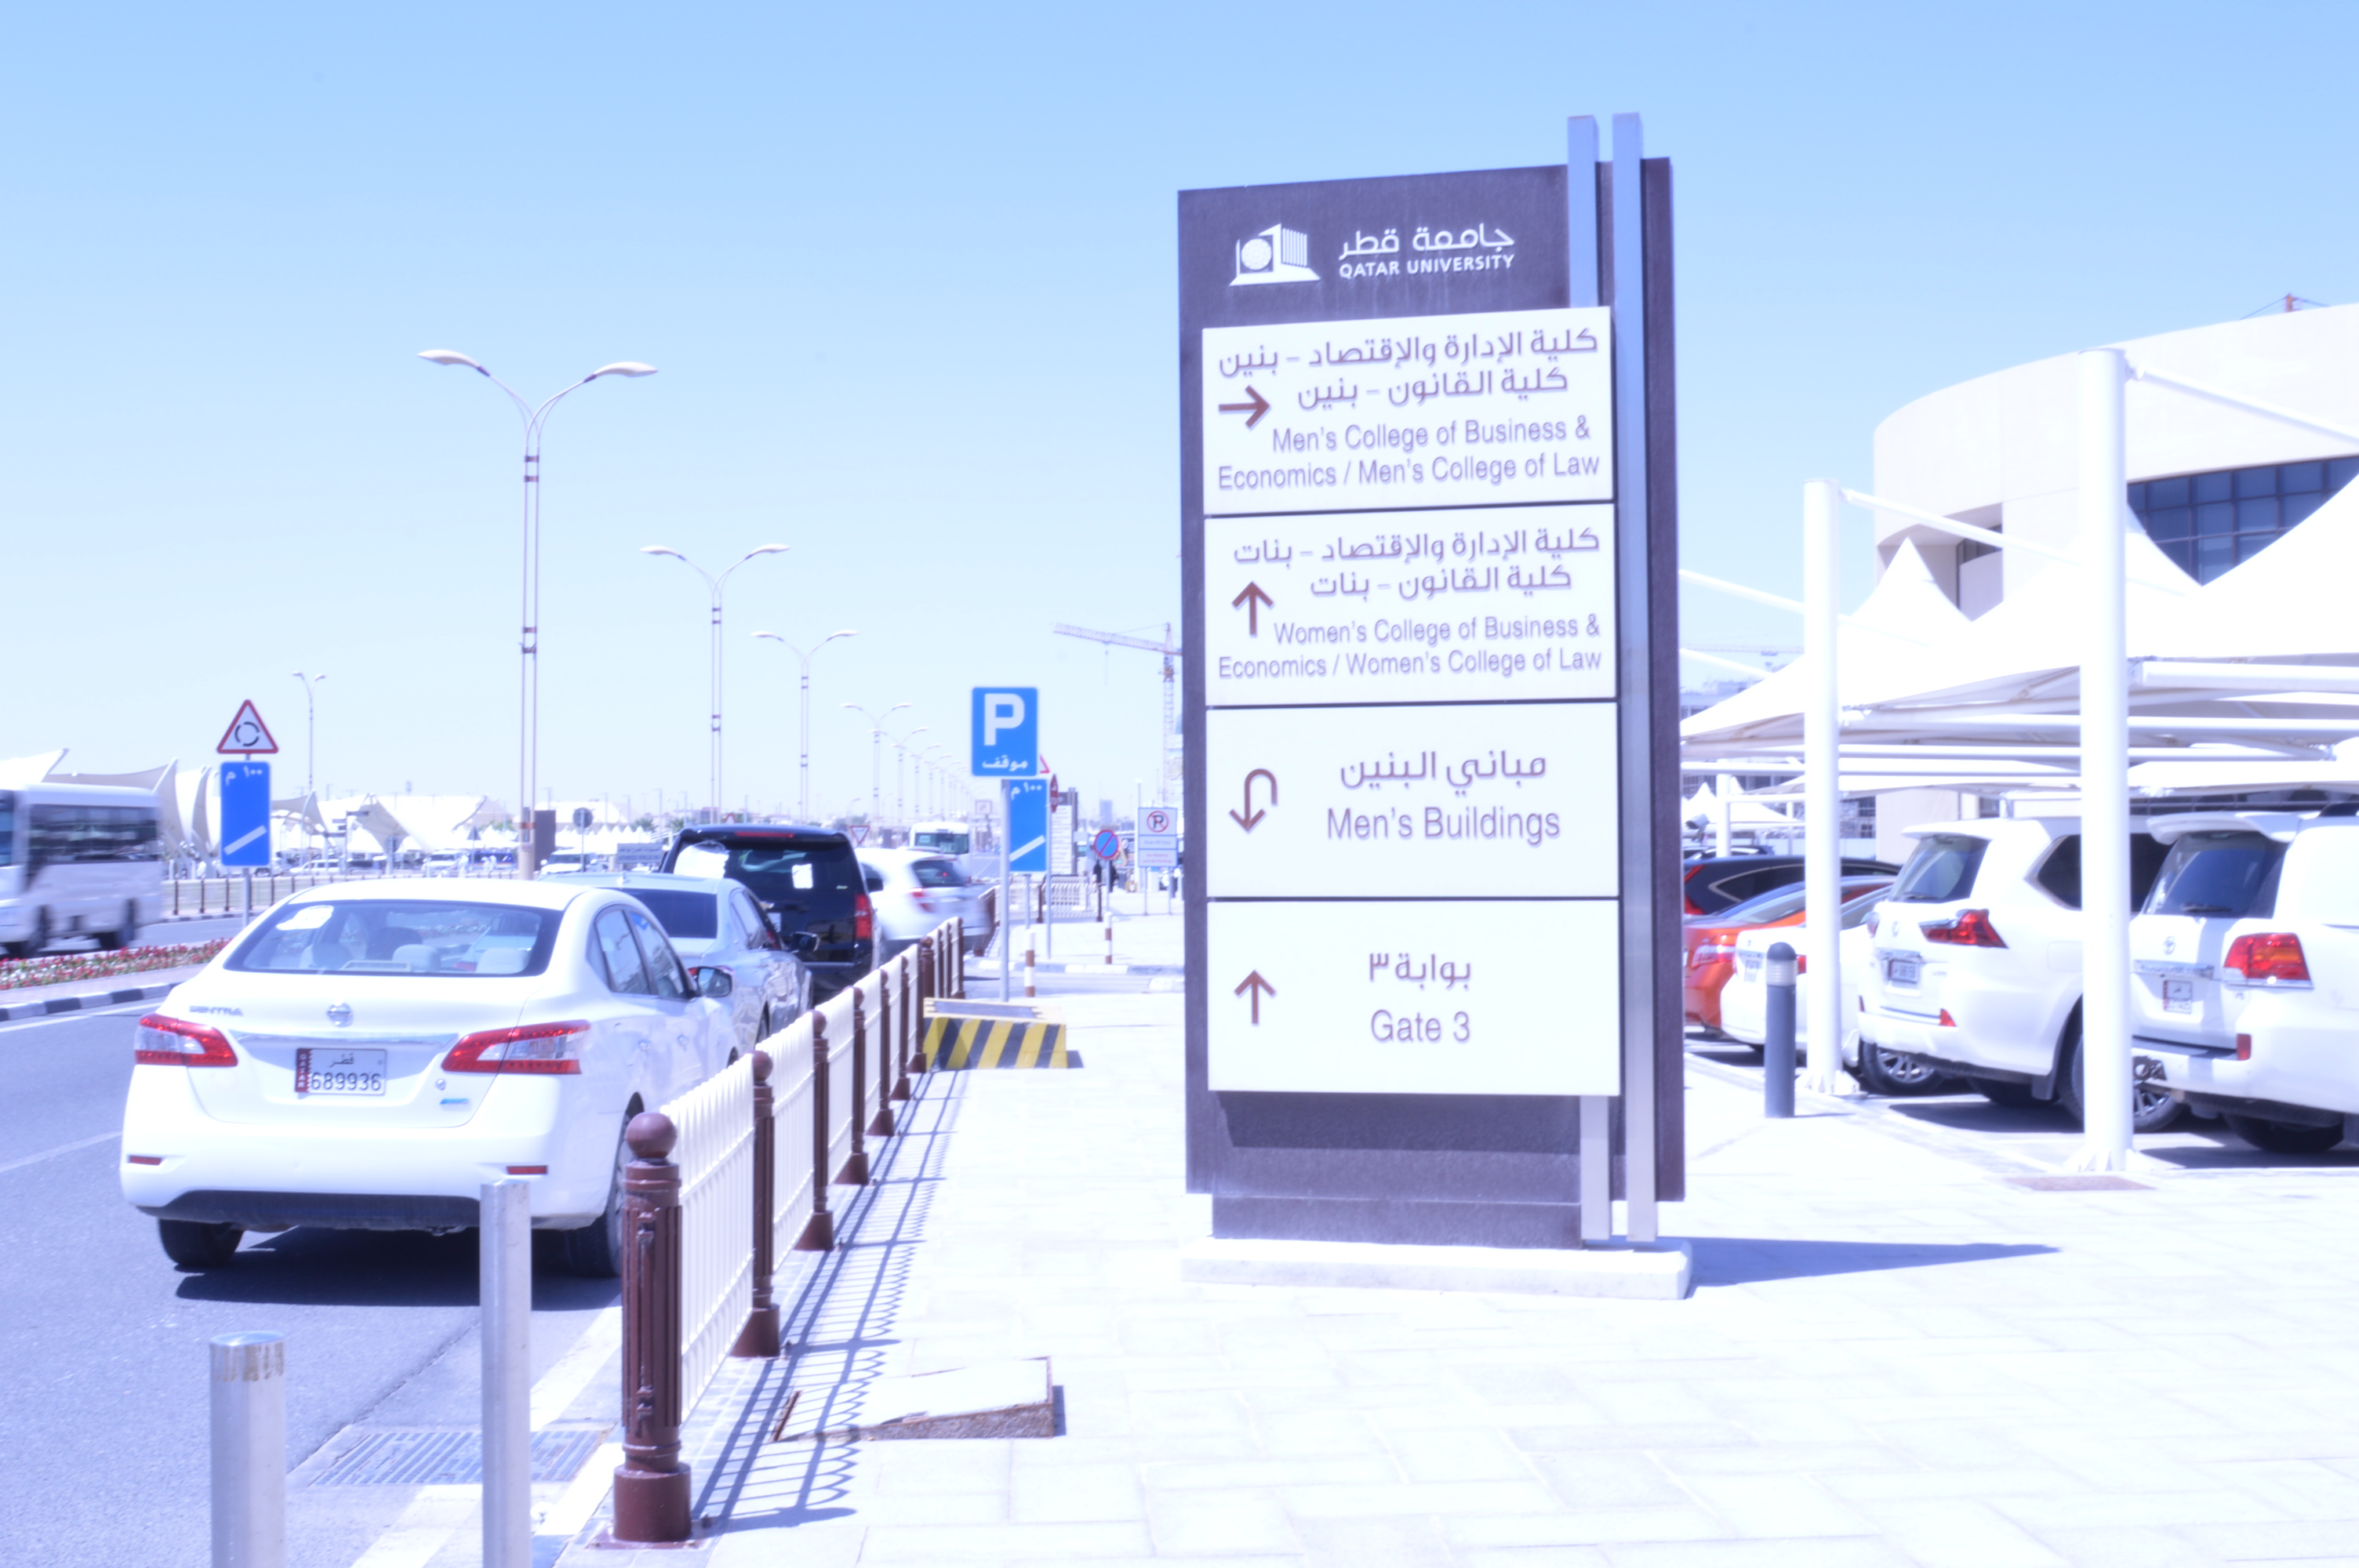 جامعة قطر
QATAR UNIVERSITY
كلية الإدارة والإقتصاد - بنين
كلية القانون - بنين
Men's College of Business &
Economics / Men's College of Law
كلية الإدارة والإقتصاد - بنات
كلية القانون - بنات
Women's College of Business &
Economics / Women's College of Law
مباني البنين
Men's Buildings
بوابة ٣
Gate 3
P
موقف
١٠٠ م
١٠٠ م
SENTRA
قطر
689936